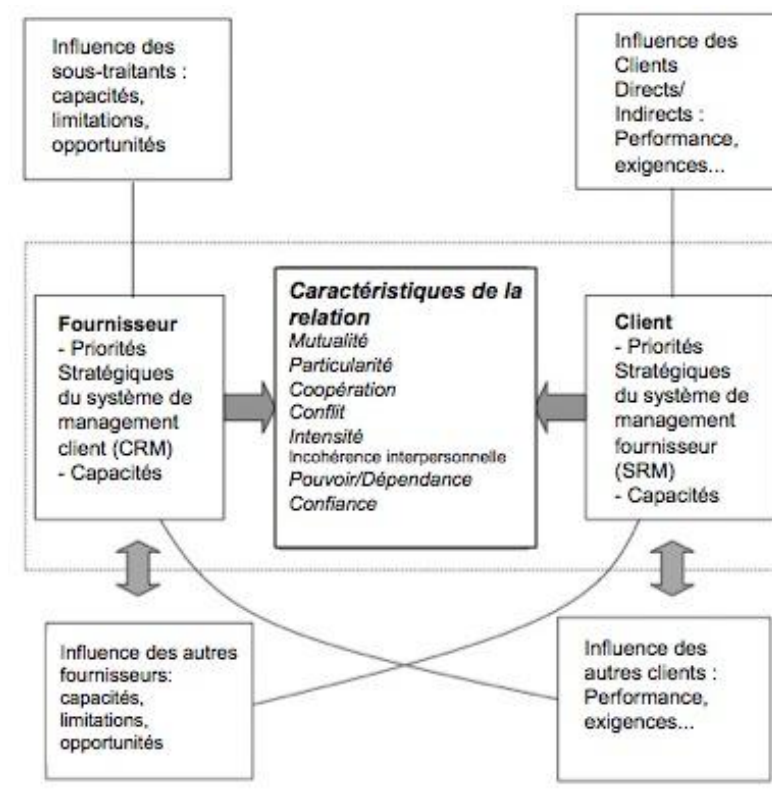 Influence des
sous-traitants :
capacités,
limitations,
opportunités
Influence des
Clients
Directs/
Indirects :
Performance,
exigences...
Fournisseur
- Priorités
Stratégiques
du système de
management
client (CRM)
- Capacités
Caractéristiques de la
relation
Mutualité
Particularité
Coopération
Conflit
Intensité
Incohérence interpersonnelle
Pouvoir/Dépendance
Confiance
Client
- Priorités
Stratégiques
du système de
management
fournisseur
(SRM)
- Capacités
Influence des autres
fournisseurs:
capacités,
limitations,
opportunités
Influence des
autres clients :
Performance,
exigences...